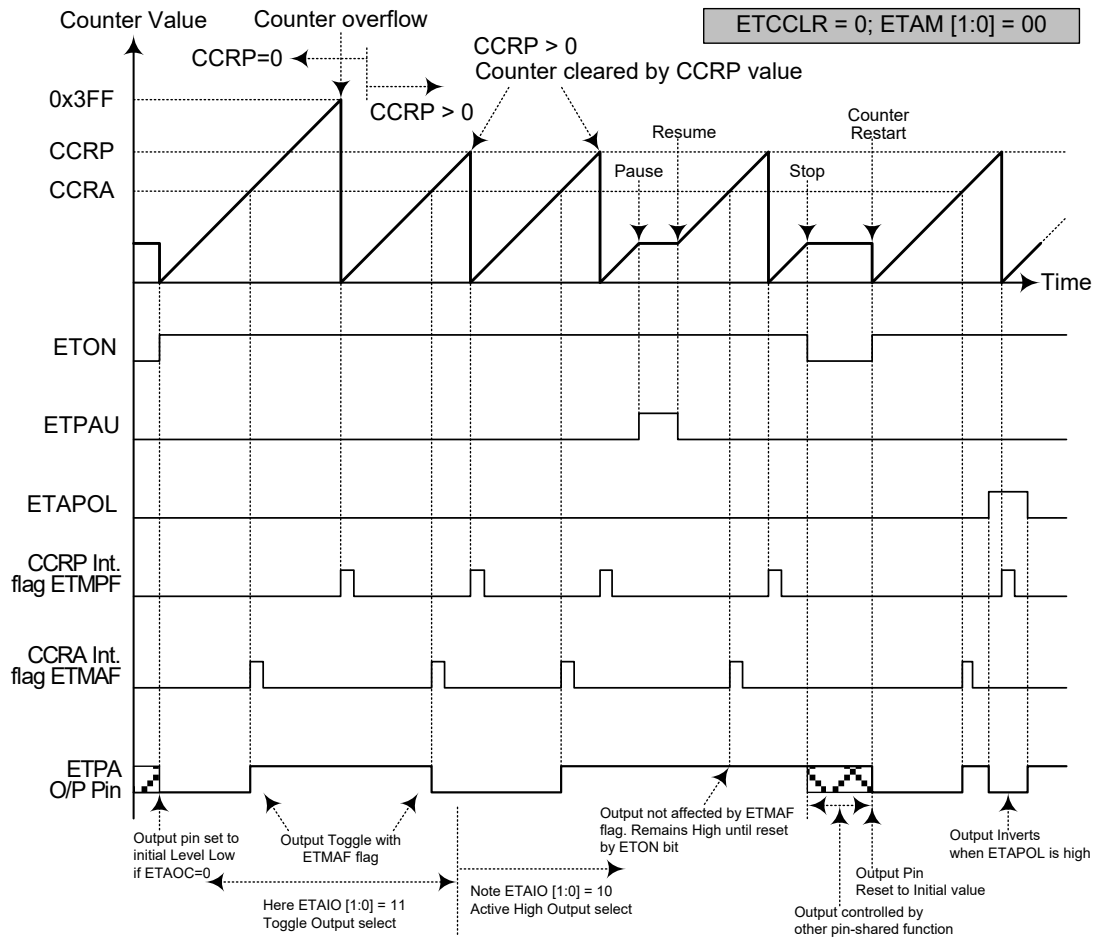 Counter Value
Counter overflow
ETCCLR = 0; ETAM [1:0] = 00
CCRP=0
CCRP > 0
CCRP > 0
Counter cleared by CCRP value
0x3FF
CCRP
CCRA
Pause
Resume
Stop
Counter
Restart
Time
ETON
ETPAU
ETAPOL
CCRP Int.
flag ETMPF
CCRA Int.
flag ETMAF
ETPA
O/P Pin
Output pin set to
initial Level Low
if ETAOC=0
Output Toggle with
ETMAF flag
Here ETAIO [1:0] = 11
Toggle Output select
Note ETAIO [1:0] = 10
Active High Output select
Output not affected by ETMAF
flag. Remains High until reset
by ETON bit
Output controlled by
other pin-shared function
Output Pin
Reset to Initial value
Output Inverts
when ETAPOL is high